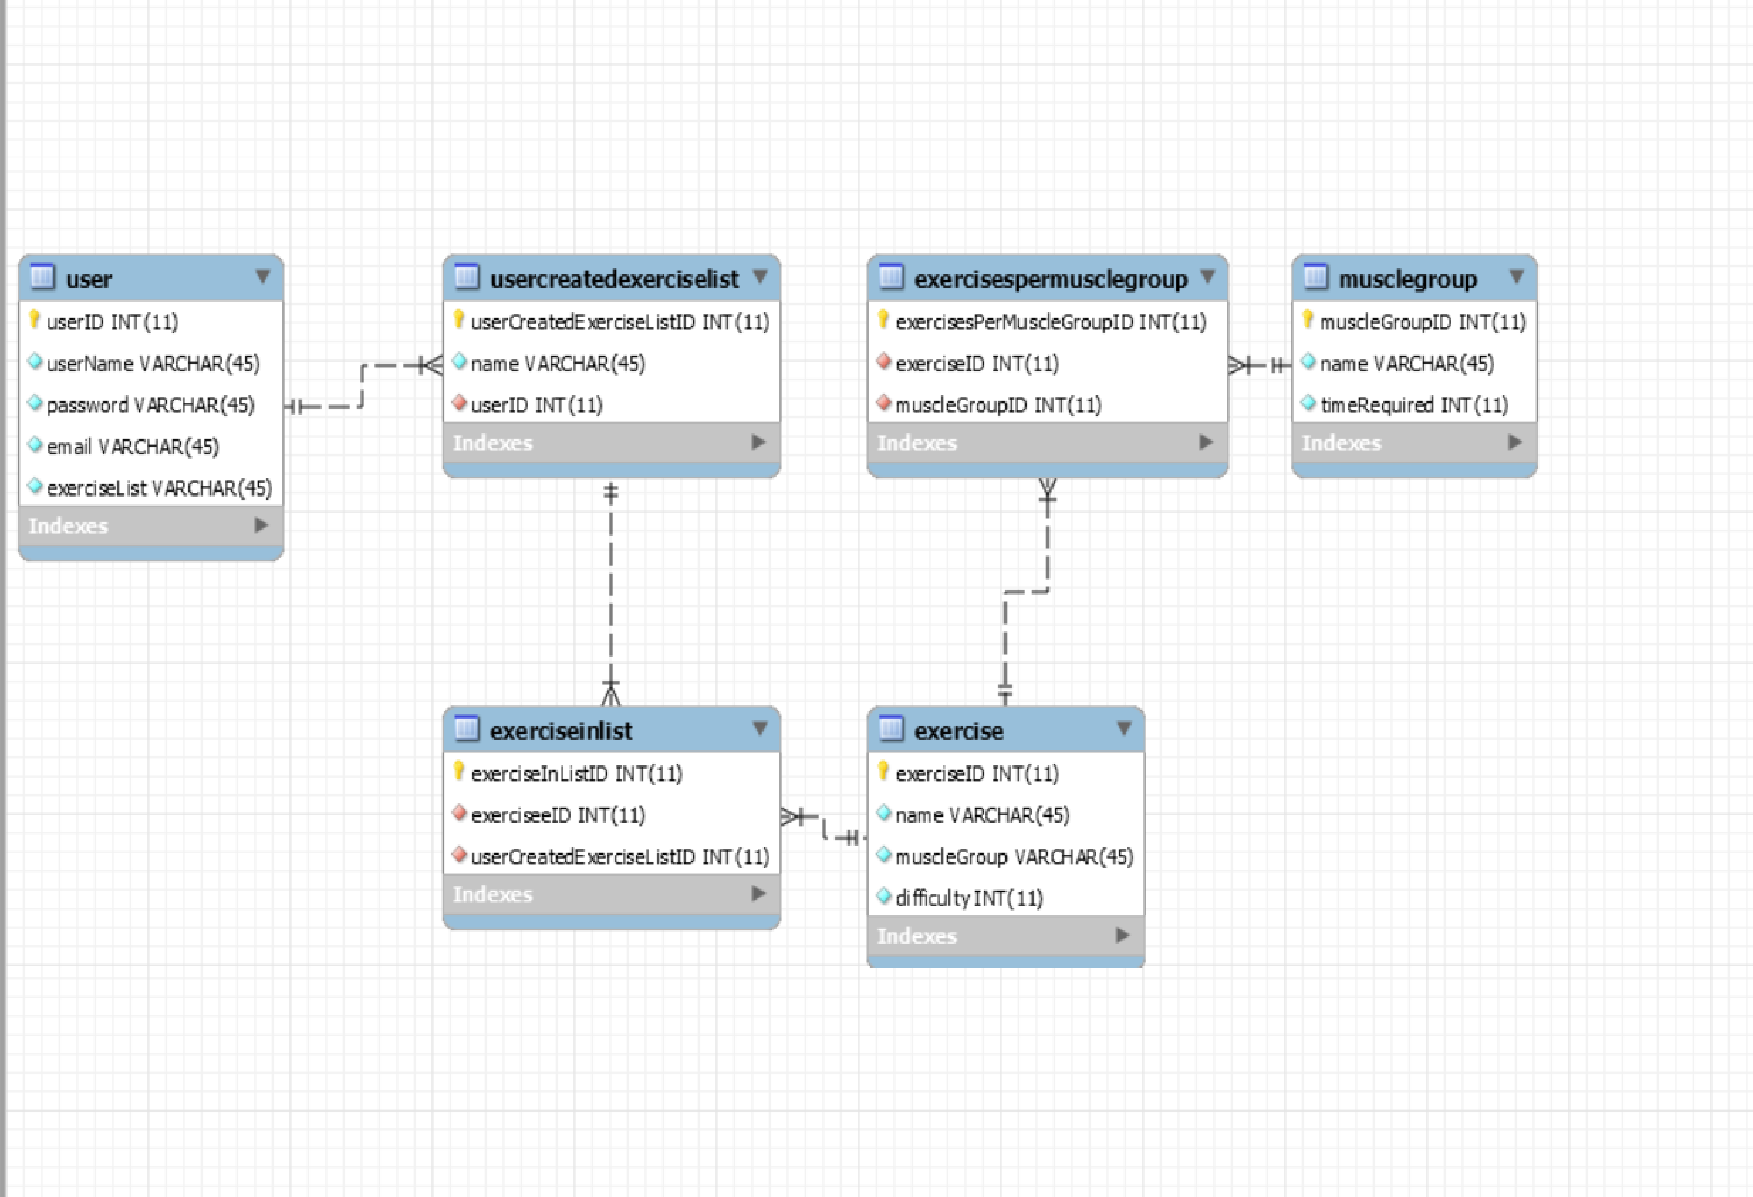 user
userID INT(11)
userName VARCHAR(45)
password VARCHAR(45)
email VARCHAR(45)
exerciseList VARCHAR(45)
Indexes
usercreatedexerciselist
userCreatedExerciseListID INT(11)
name VARCHAR(45)
userID INT(11)
Indexes
exercisespermusclegroup
exercisesPerMuscleGroupID INT(11)
exerciseID INT(11)
muscleGroupID INT(11)
Indexes
musclegroup
muscleGroupID INT(11)
name VARCHAR(45)
timeRequired INT(11)
Indexes
exerciseinlist
exerciseInListID INT(11)
exerciseeID INT(11)
userCreatedExerciseListID INT(11)
Indexes
exercise
exerciseID INT(11)
name VARCHAR(45)
muscleGroup VARCHAR(45)
difficulty INT(11)
Indexes